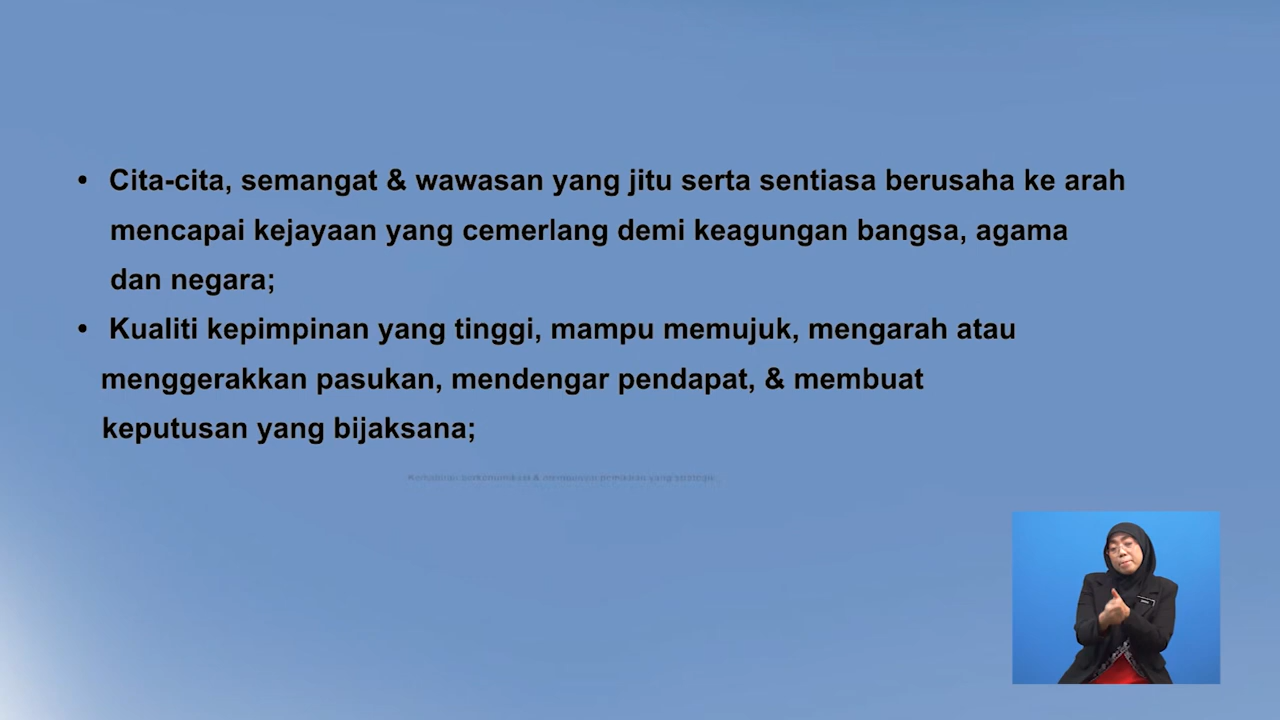 • Cita-cita, semangat & wawasan yang jitu serta sentiasa berusaha ke arah
mencapai kejayaan yang cemerlang demi keagungan bangsa, agama
dan negara;
• Kualiti kepimpinan yang tinggi, mampu memujuk, mengarah atau
menggerakkan pasukan, mendengar pendapat, & membuat
keputusan yang bijaksana;